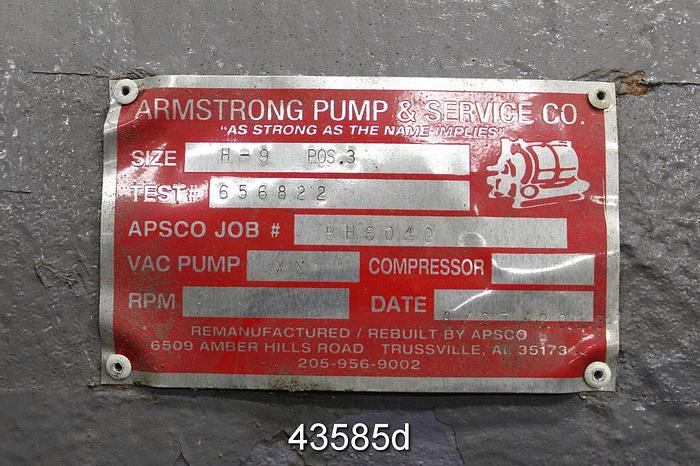 ARMSTRONG PUMP & SERVICE CO.
"AS STRONG AS THE NAME IMPLIES"
SIZE H-9 POS.3
TEST# 656822
APSCO JOB #
VAC PUMP XX COMPRESSOR
RPM DATE
REMANUFACTURED / REBUILT BY APSCO
6509 AMBER HILLS ROAD TRUSSVILLE, AL 35173
205-956-9002
43585d